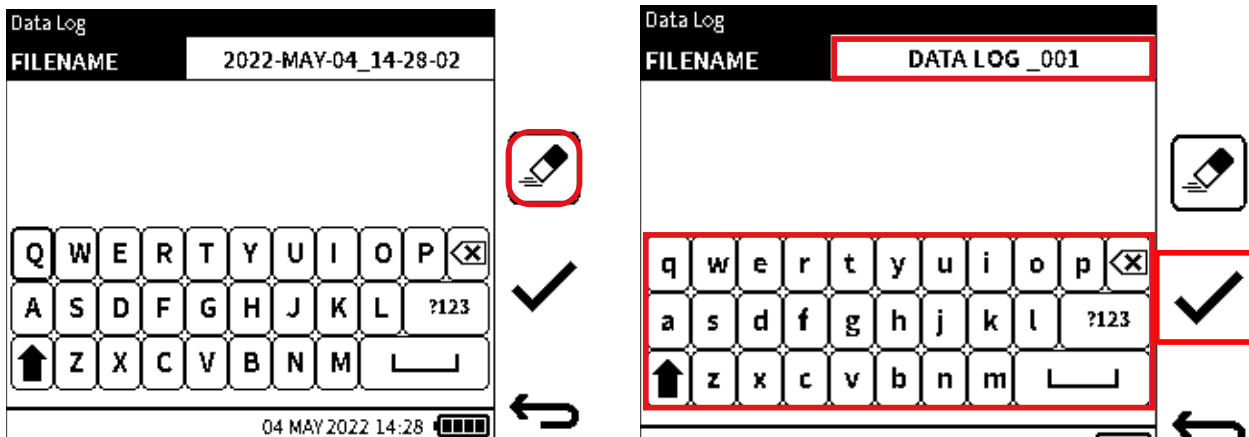 Data Log
FILENAME 2022-MAY-04_14-28-02
Q W E R T Y U I O P
A S D F G H J K L ?123
Z X C V B N M
04 MAY 2022 14:28
Data Log
FILENAME DATA LOG _001
q w e r t y u i o p
a s d f g h j k l ?123
z x c v b n m